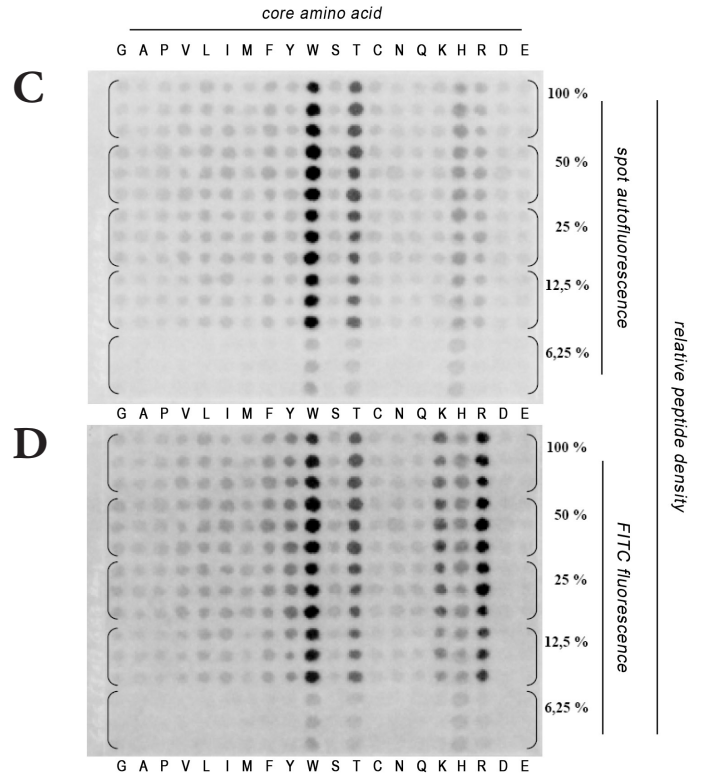 core amino acid
G A P V L I M F Y W S T C N Q K H R D E
C
100 %
50 %
25 %
12,5 %
6,25 %
spot autofluorescence
relative peptide density
G A P V L I M F Y W S T C N Q K H R D E
D
100 %
50 %
25 %
12,5 %
6,25 %
FITC fluorescence
G A P V L I M F Y W S T C N Q K H R D E